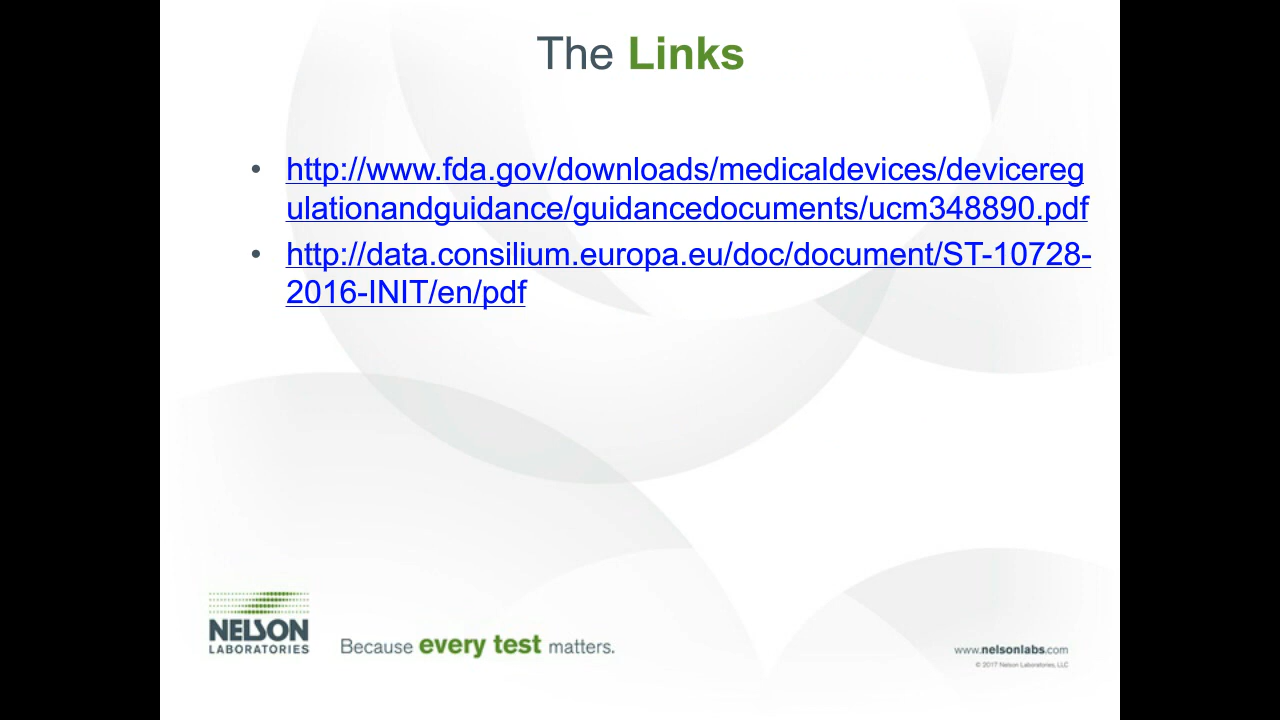 The Links
• http://www.fda.gov/downloads/medicaldevices/devicereg
ulationandguidance/guidancedocuments/ucm348890.pdf
• http://data.consilium.europa.eu/doc/document/ST-10728-
2016-INIT/en/pdf
NELSON
LABORATORIES
Because every test matters.
www.nelsonlabs.com
© 2017 Nelson Laboratories, LLC